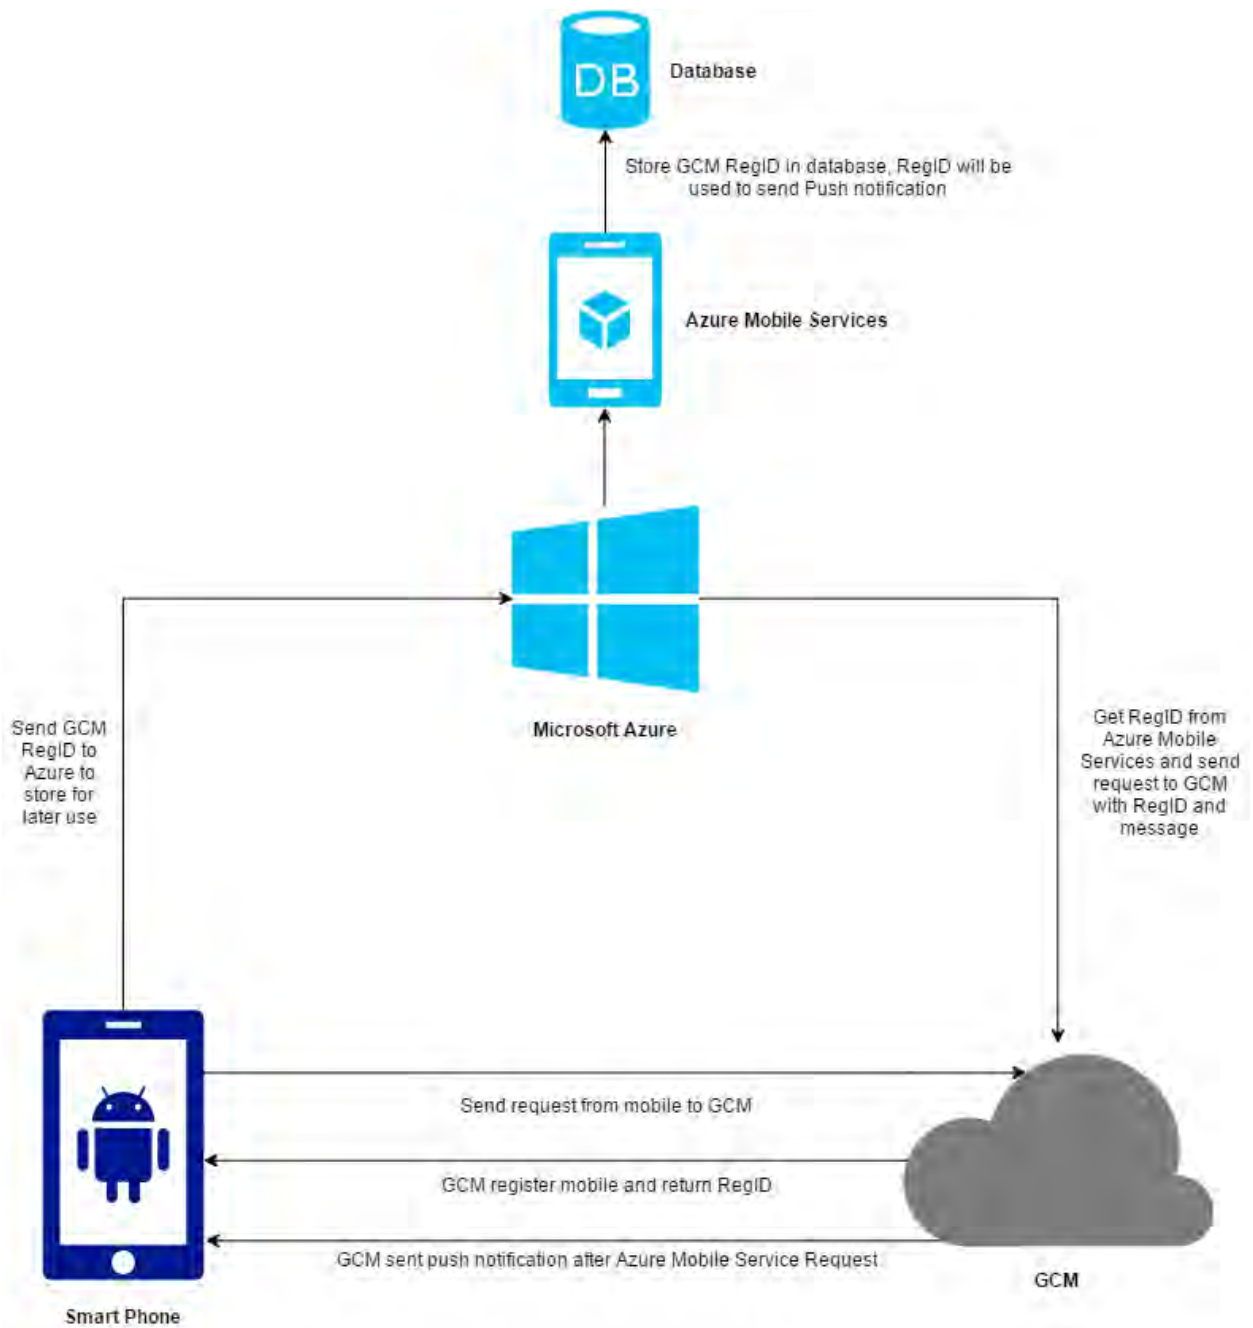 DB
Database
Store GCM RegID in database, RegID will be
used to send Push notification
Azure Mobile Services
Microsoft Azure
Send GCM
RegID to
Azure to
store for
later use
Get RegID from
Azure Mobile
Services and send
request to GCM
with RegID and
message
Send request from mobile to GCM
GCM register mobile and return RegID
GCM sent push notification after Azure Mobile Service Request
GCM
Smart Phone